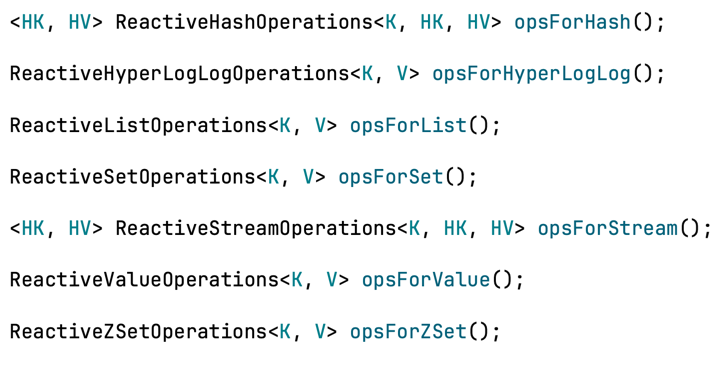 <HK, HV> ReactiveHashOperations<K, HK, HV> opsForHash();
ReactiveHyperLogLogOperations<K, V> opsForHyperLogLog();
ReactiveListOperations<K, V> opsForList();
ReactiveSetOperations<K, V> opsForSet();
<HK, HV> ReactiveStreamOperations<K, HK, HV> opsForStream();
ReactiveValueOperations<K, V> opsForValue();
ReactiveZSetOperations<K, V> opsForZSet();